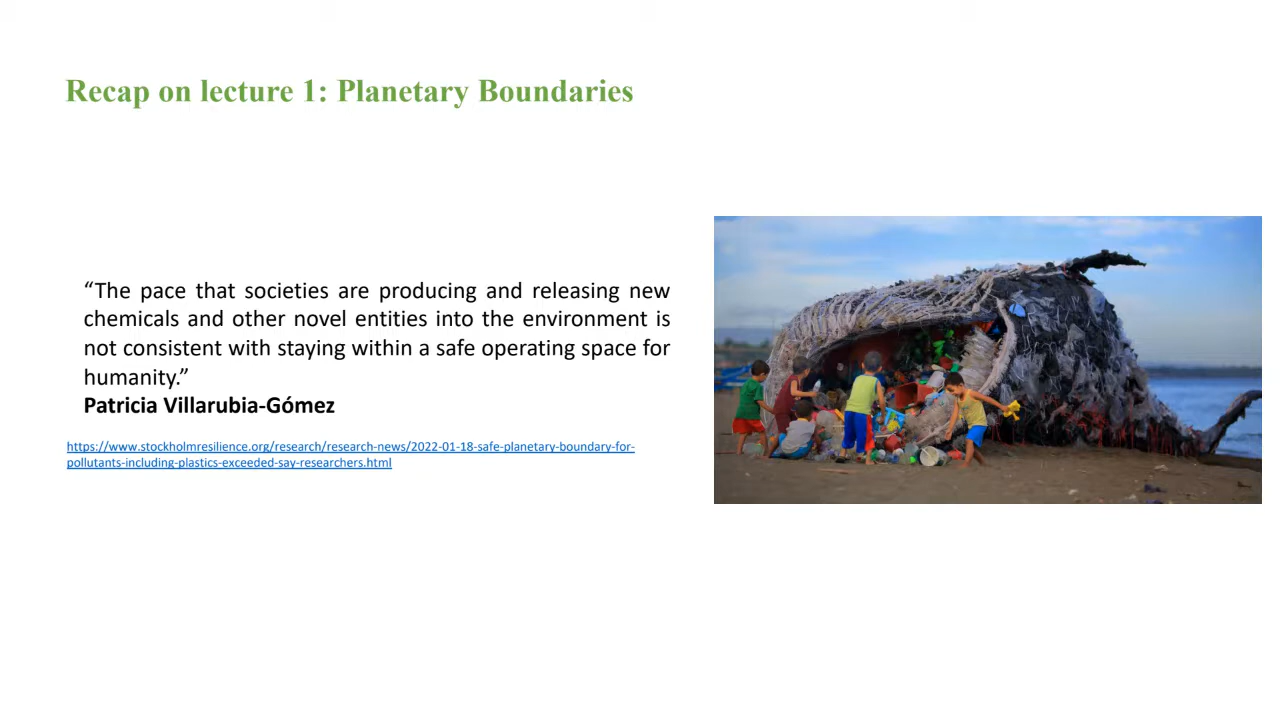 Recap on lecture 1: Planetary Boundaries
“The pace that societies are producing and releasing new
chemicals and other novel entities into the environment is
not consistent with staying within a safe operating space for
humanity.”
Patricia Villarubia-Gómez
https://www.stockholmresilience.org/research/research-news/2022-01-18-safe-planetary-boundary-for-
pollutants-including-plastics-exceeded-say-researchers.html